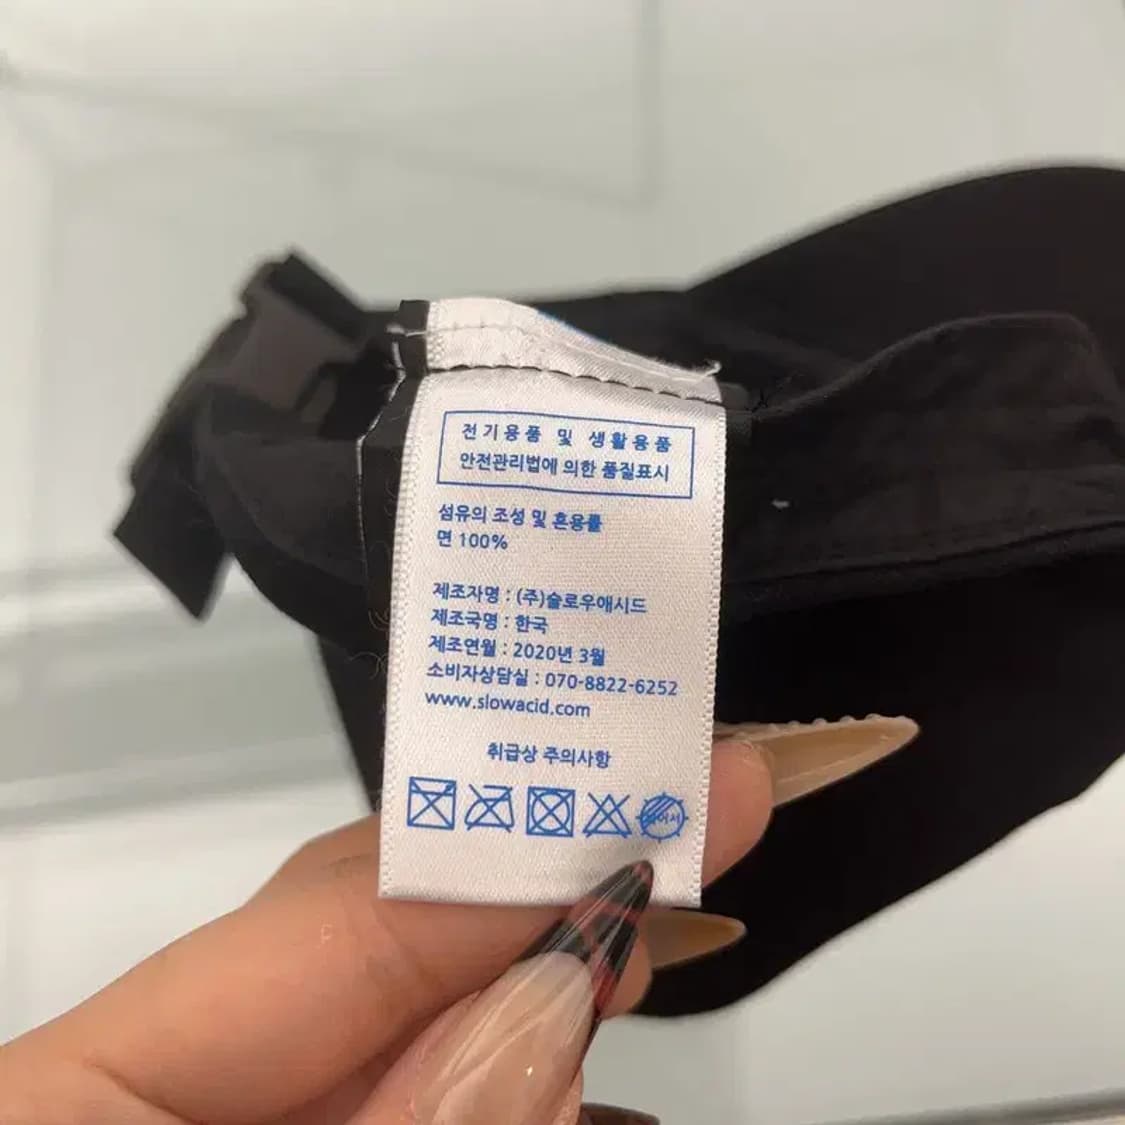 전기용품 및 생활용품
안전관리법에 의한 품질표시
섬유의 조성 및 혼용률
면 100%
제조자명 : (주)슬로우애시드
제조국명 : 한국
제조연월 : 2020년 3월
소비자상담실 : 070-8822-6252
www.slowacid.com
취급상 주의사항